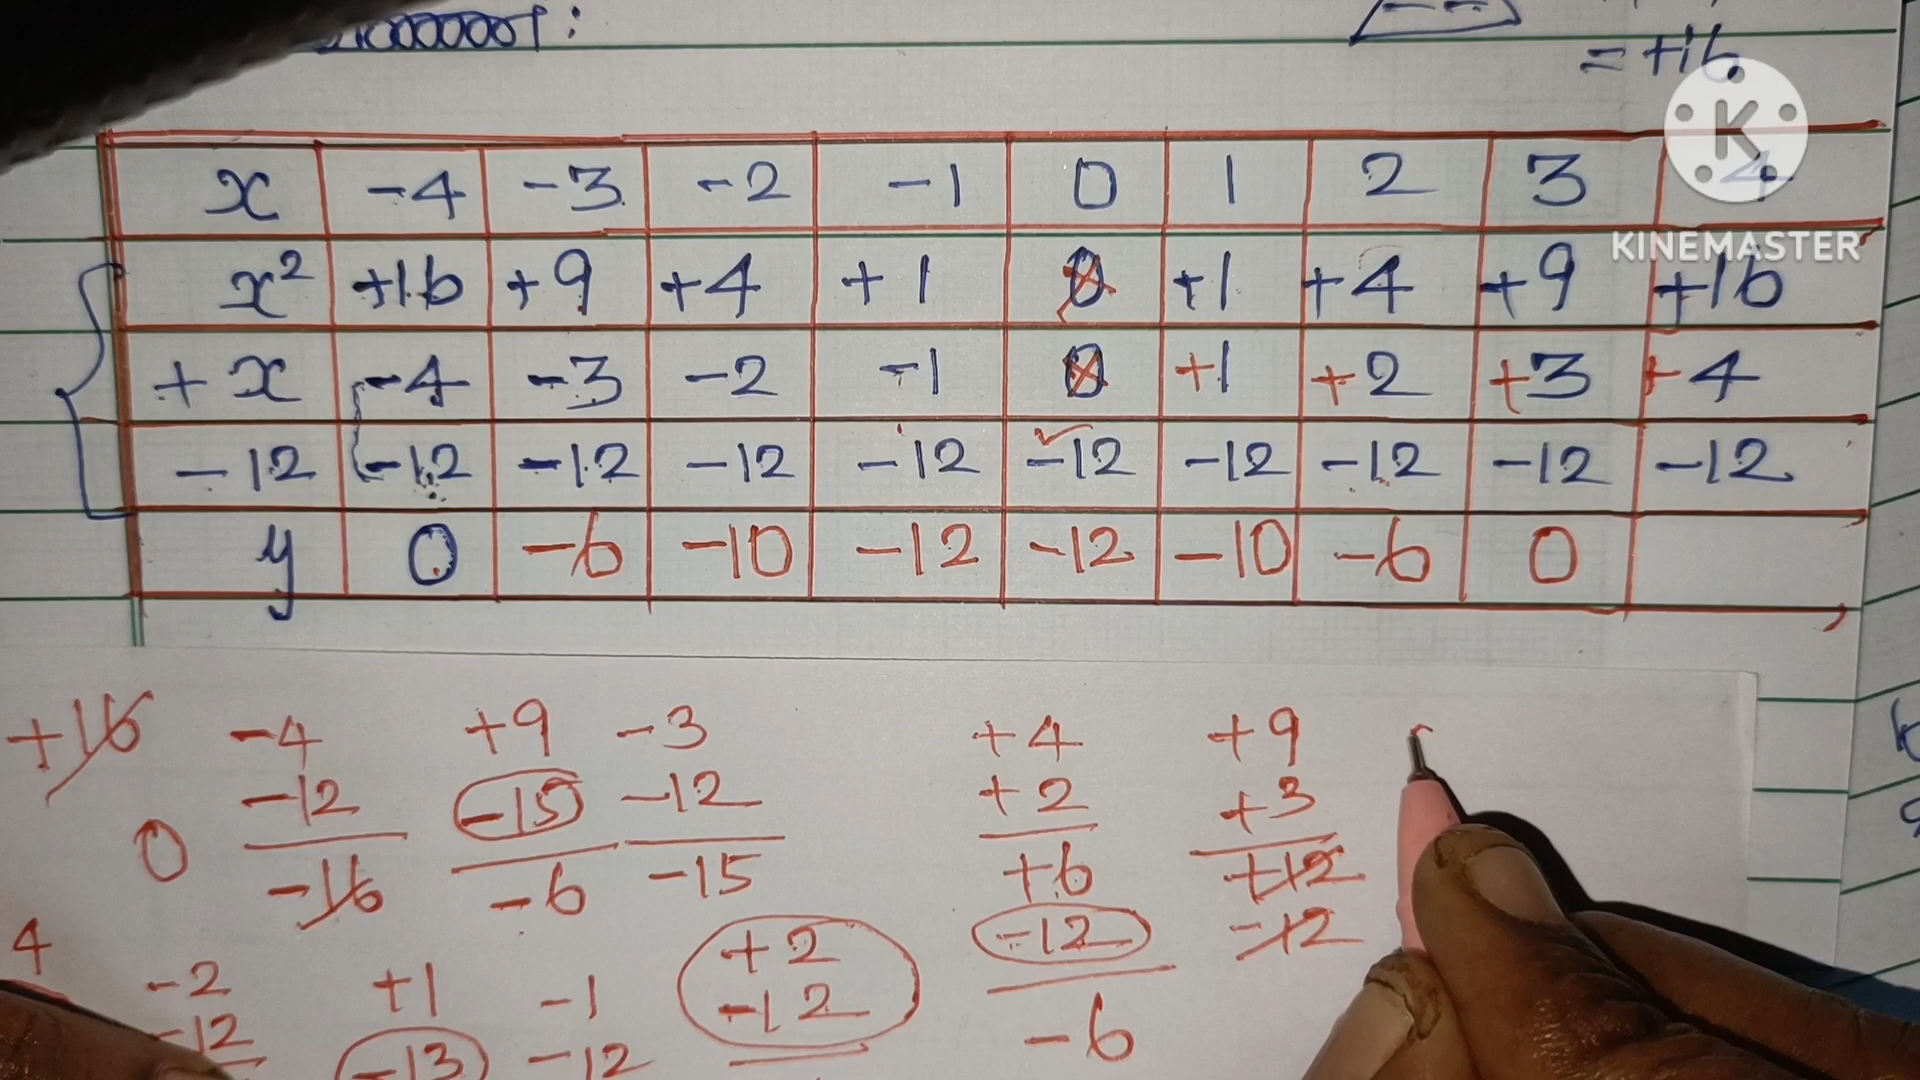 = +16
K
KINEMASTER
x -4 -3 -2 -1 0 1 2 3 4
x² +16 +9 +4 +1 0 +1 +4 +9 +16
+x -4 -3 -2 -1 0 +1 +2 +3 +4
-12 -12 -12 -12 -12 -12 -12 -12 -12 -12
y 0 -6 -10 -12 -12 -10 -6 0
+16 -4 +9 -3 +4 +9
-12 -15 -12 +2 +3
0 -16 -6 -15 +6 +12
4 +2 -12 -12
-2 +1 -1 -12 -6
-12 -13 -12